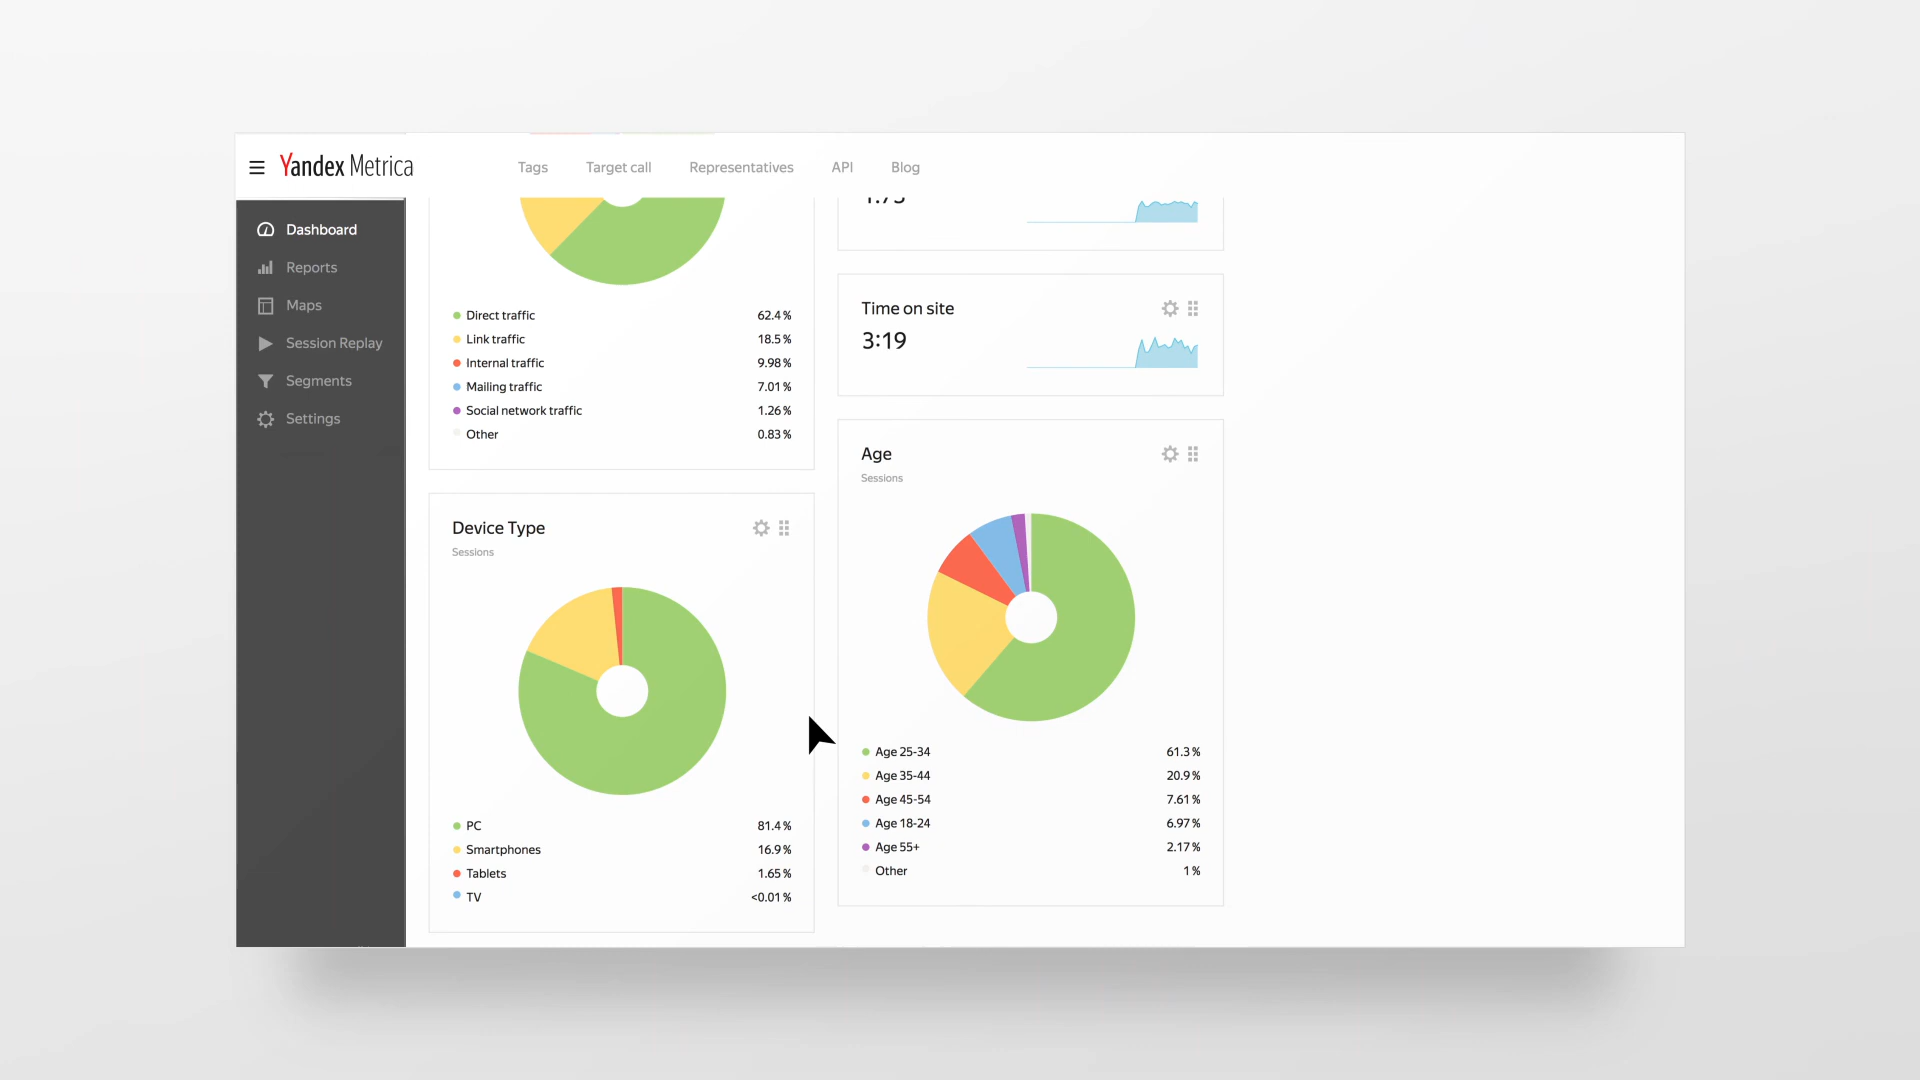 Yandex Metrica
Tags
Target call
Representatives
API
Blog
Dashboard
Reports
Maps
Session Replay
Segments
Settings
Direct traffic 62.4 %
Link traffic 18.5 %
Internal traffic 9.98 %
Mailing traffic 7.01 %
Social network traffic 1.26 %
Other 0.83 %
Device Type
Sessions
PC 81.4 %
Smartphones 16.9 %
Tablets 1.65 %
TV <0.01 %
Time on site
3:19
Age
Sessions
Age 25-34 61.3 %
Age 35-44 20.9 %
Age 45-54 7.61 %
Age 18-24 6.97 %
Age 55+ 2.17 %
Other 1 %